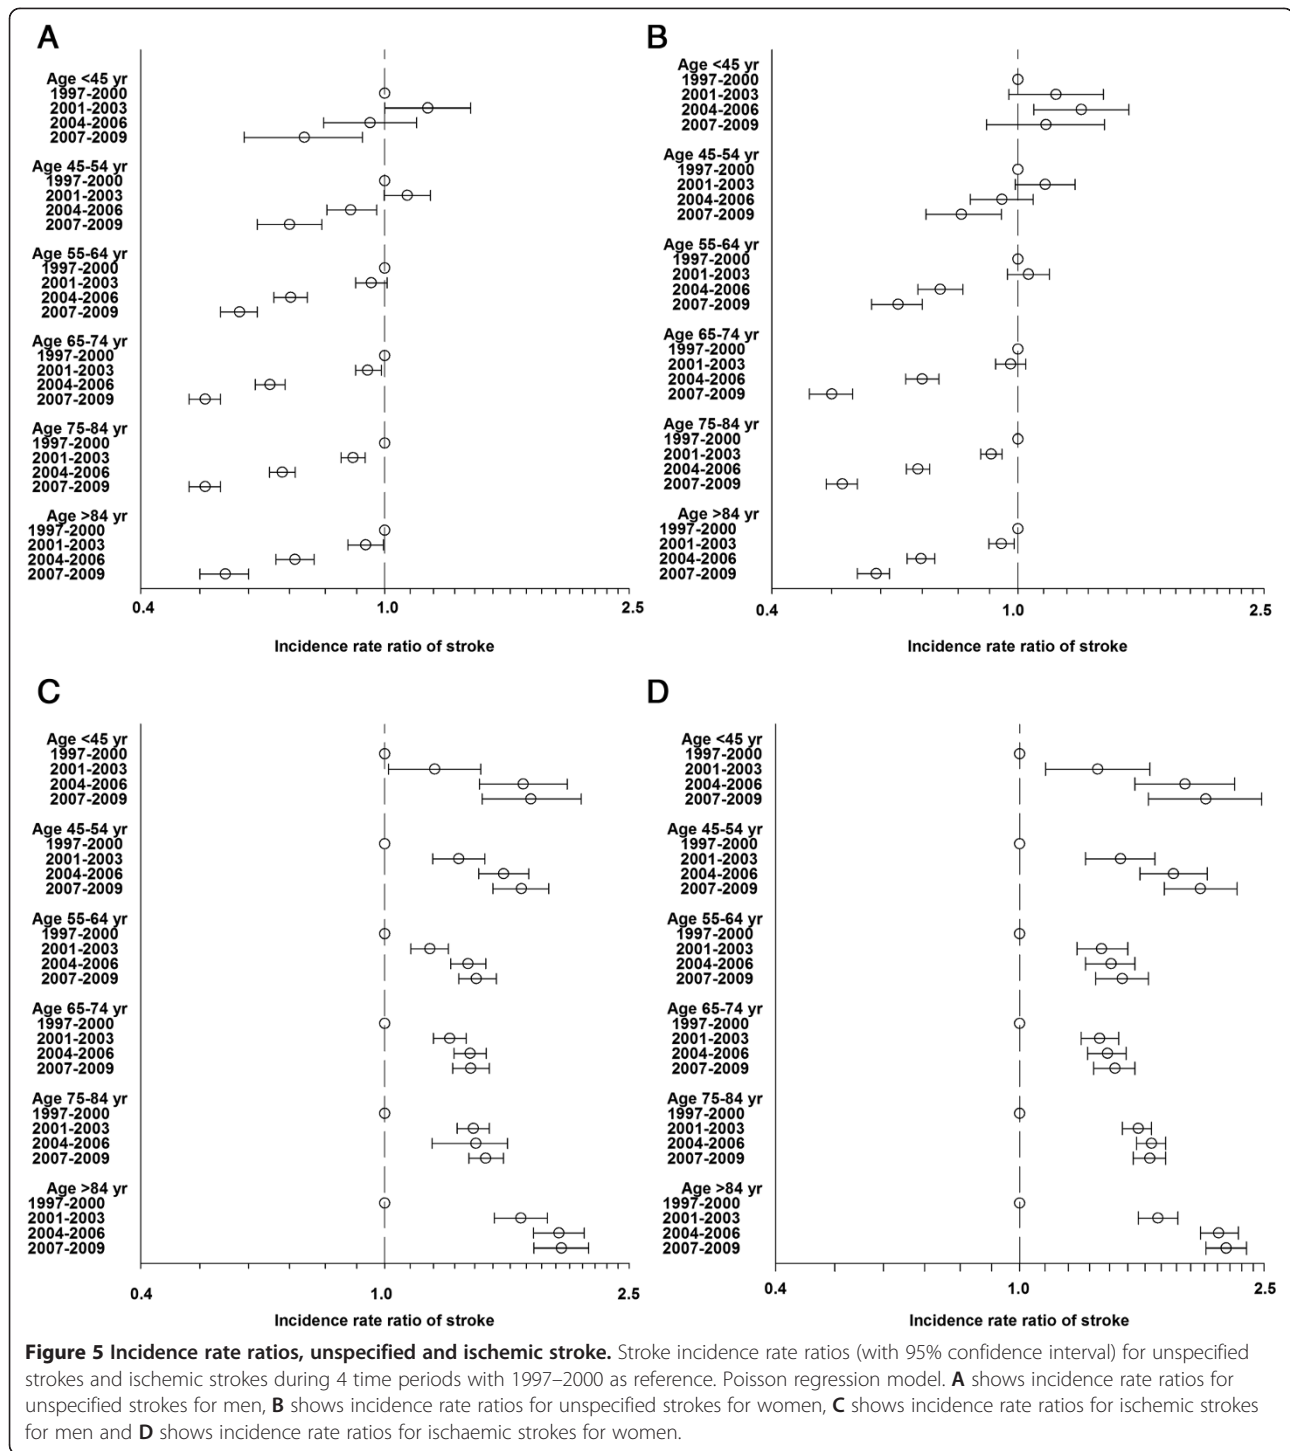 A
Age <45 yr
1997-2000
2001-2003
2004-2006
2007-2009
Age 45-54 yr
1997-2000
2001-2003
2004-2006
2007-2009
Age 55-64 yr
1997-2000
2001-2003
2004-2006
2007-2009
Age 65-74 yr
1997-2000
2001-2003
2004-2006
2007-2009
Age 75-84 yr
1997-2000
2001-2003
2004-2006
2007-2009
Age >84 yr
1997-2000
2001-2003
2004-2006
2007-2009
0.4 1.0 2.5
Incidence rate ratio of stroke
B
Age <45 yr
1997-2000
2001-2003
2004-2006
2007-2009
Age 45-54 yr
1997-2000
2001-2003
2004-2006
2007-2009
Age 55-64 yr
1997-2000
2001-2003
2004-2006
2007-2009
Age 65-74 yr
1997-2000
2001-2003
2004-2006
2007-2009
Age 75-84 yr
1997-2000
2001-2003
2004-2006
2007-2009
Age >84 yr
1997-2000
2001-2003
2004-2006
2007-2009
0.4 1.0 2.5
Incidence rate ratio of stroke
C
Age <45 yr
1997-2000
2001-2003
2004-2006
2007-2009
Age 45-54 yr
1997-2000
2001-2003
2004-2006
2007-2009
Age 55-64 yr
1997-2000
2001-2003
2004-2006
2007-2009
Age 65-74 yr
1997-2000
2001-2003
2004-2006
2007-2009
Age 75-84 yr
1997-2000
2001-2003
2004-2006
2007-2009
Age >84 yr
1997-2000
2001-2003
2004-2006
2007-2009
0.4 1.0 2.5
Incidence rate ratio of stroke
D
Age <45 yr
1997-2000
2001-2003
2004-2006
2007-2009
Age 45-54 yr
1997-2000
2001-2003
2004-2006
2007-2009
Age 55-64 yr
1997-2000
2001-2003
2004-2006
2007-2009
Age 65-74 yr
1997-2000
2001-2003
2004-2006
2007-2009
Age 75-84 yr
1997-2000
2001-2003
2004-2006
2007-2009
Age >84 yr
1997-2000
2001-2003
2004-2006
2007-2009
0.4 1.0 2.5
Incidence rate ratio of stroke
Figure 5 Incidence rate ratios, unspecified and ischemic stroke. Stroke incidence rate ratios (with 95% confidence interval) for unspecified
strokes and ischemic strokes during 4 time periods with 1997–2000 as reference. Poisson regression model. A shows incidence rate ratios for
unspecified strokes for men, B shows incidence rate ratios for unspecified strokes for women, C shows incidence rate ratios for ischemic strokes
for men and D shows incidence rate ratios for ischaemic strokes for women.